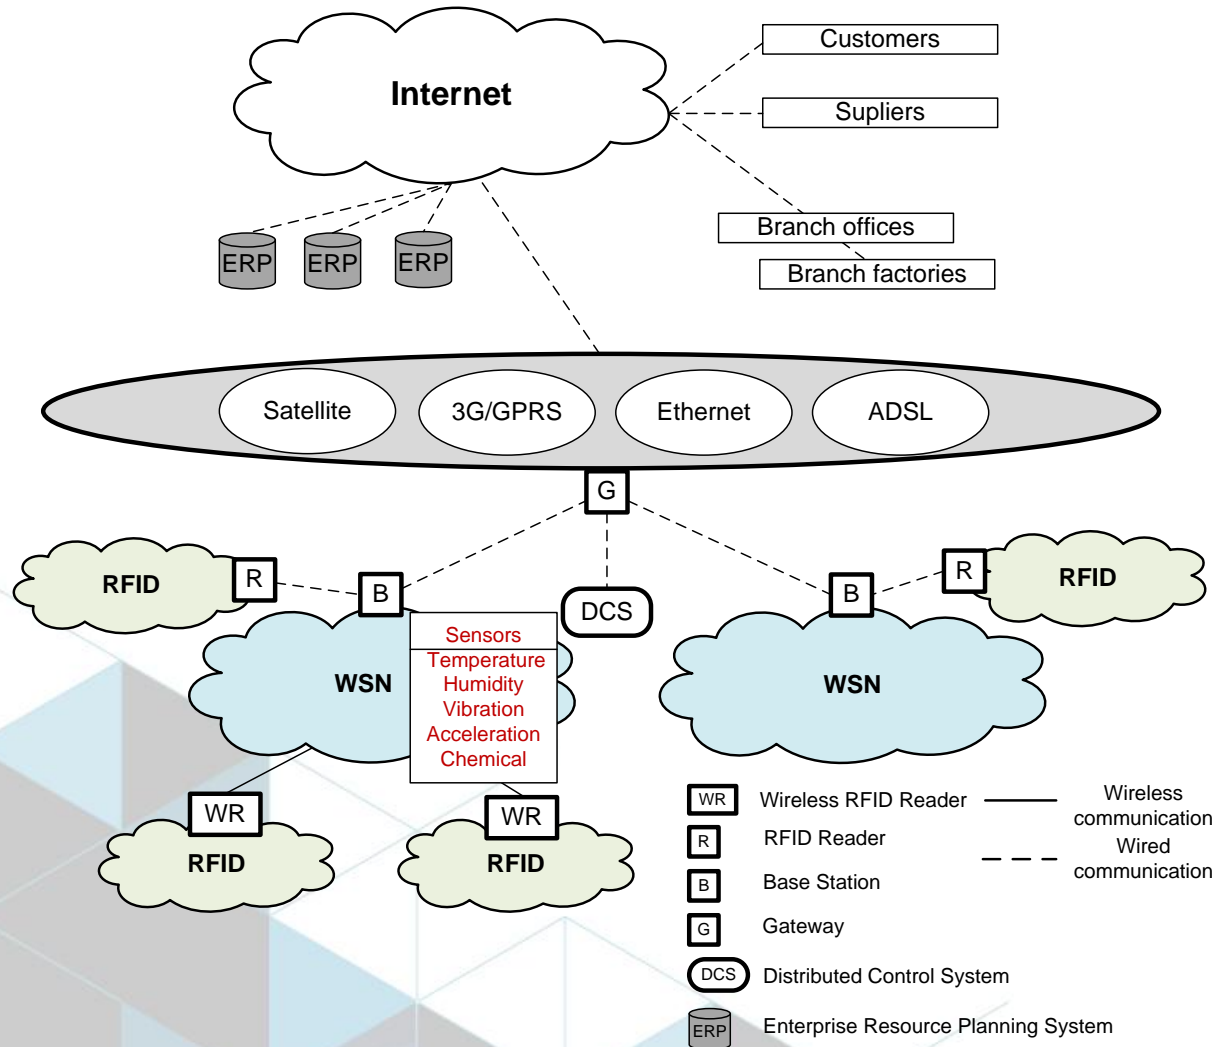 Internet
Customers
Supliers
Branch offices
Branch factories
ERP
ERP
ERP
Satellite
3G/GPRS
Ethernet
ADSL
G
RFID
R
B
DCS
B
R
RFID
WSN
Sensors
Temperature
Humidity
Vibration
Acceleration
Chemical
WSN
WR
RFID
WR
RFID
WR
Wireless RFID Reader
Wireless
communication
R
RFID Reader
Wired
communication
B
Base Station
G
Gateway
DCS
Distributed Control System
ERP
Enterprise Resource Planning System